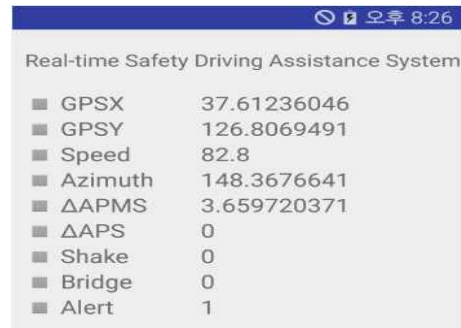 오후 8:26
Real-time Safety Driving Assistance System
GPSX 37.61236046
GPSY 126.8069491
Speed 82.8
Azimuth 148.3676641
ΔAPMS 3.659720371
ΔAPS 0
Shake 0
Bridge 0
Alert 1